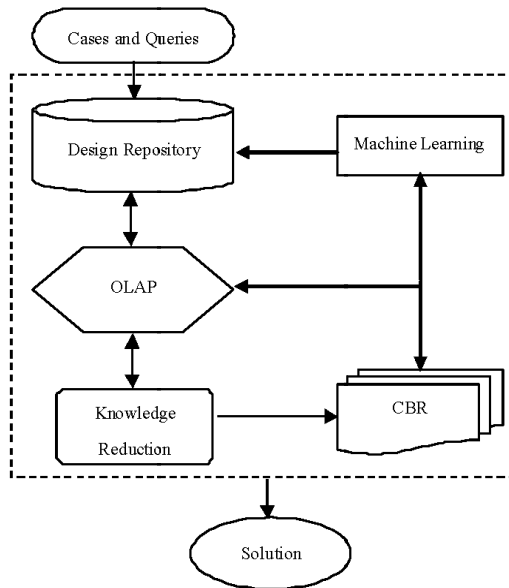 Cases and Queries
Design Repository
Machine Learning
OLAP
Knowledge
Reduction
CBR
Solution